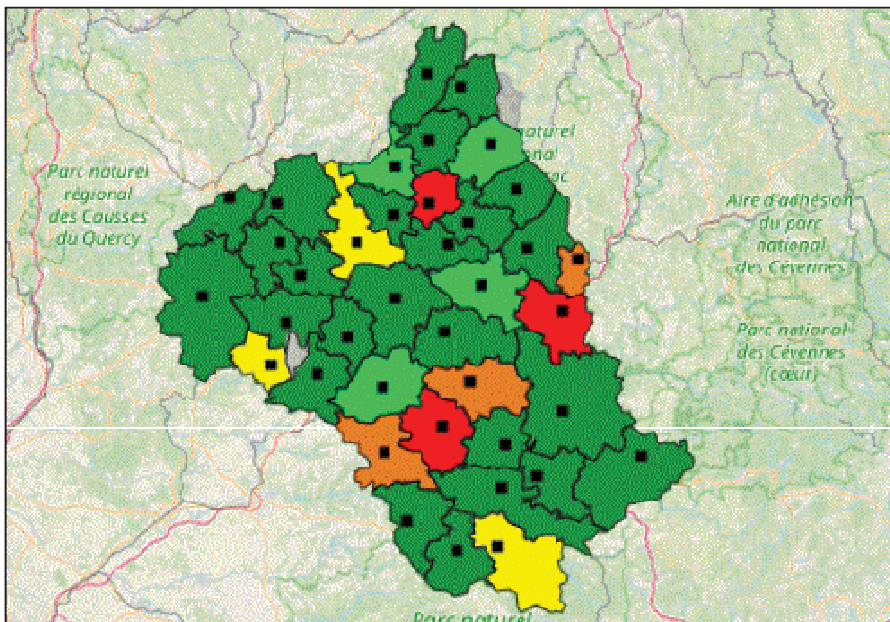 naturel
Parc naturel
régional
des Causses
du Quercy
Aire d'adhésion
du parc
national
des Cévennes
Parc national
des Cévennes
(cœur)
Parc naturel